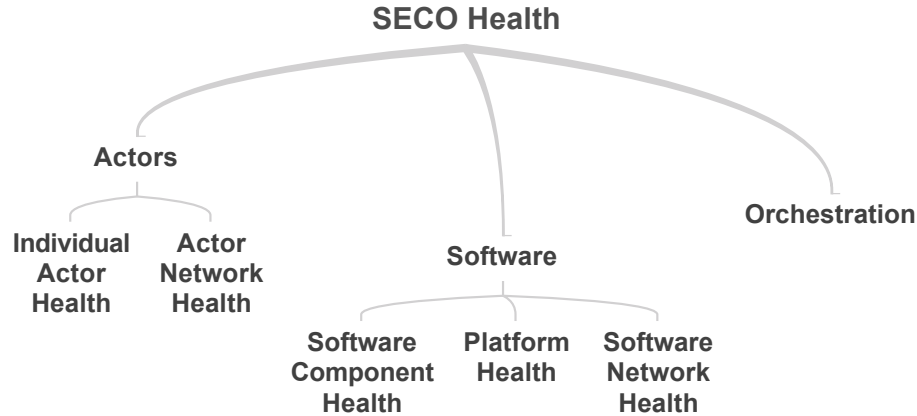 SECO Health
Actors
Orchestration
Individual
Actor
Health
Actor
Network
Health
Software
Software
Component
Health
Platform
Health
Software
Network
Health